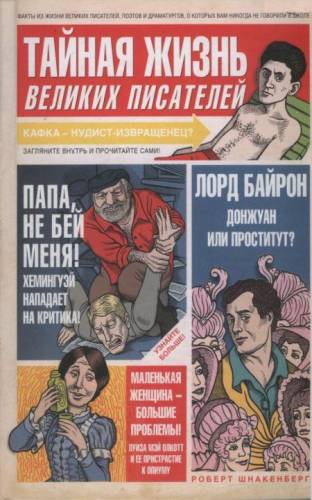 ФАКТЫ ИЗ ЖИЗНИ ВЕЛИКИХ ПИСАТЕЛЕЙ, ПОЭТОВ И ДРАМАТУРГОВ, О КОТОРЫХ ВАМ НИКОГДА НЕ ГОВОРИЛИ В ШКОЛЕ
ТАЙНАЯ ЖИЗНЬ
ВЕЛИКИХ ПИСАТЕЛЕЙ
КАФКА – НУДИСТ-ИЗВРАЩЕНЕЦ?
ЗАГЛЯНИТЕ ВНУТРЬ И ПРОЧИТАЙТЕ САМИ!
ПАПА,
НЕ БЕЙ
МЕНЯ!
ХЕМИНГУЭЙ
НАПАДАЕТ
НА КРИТИКА!
УЗНАЙТЕ
БОЛЬШЕ!
ЛОРД БАЙРОН
ДОНЖУАН
ИЛИ ПРОСТИТУТ?
МАЛЕНЬКАЯ
ЖЕНЩИНА –
БОЛЬШИЕ
ПРОБЛЕМЫ!
ЛУИЗА МЭЙ ОЛКОТТ
И ЕЕ ПРИСТРАСТИЕ
К ОПИУМУ
РОБЕРТ ШНАКЕНБЕРГ